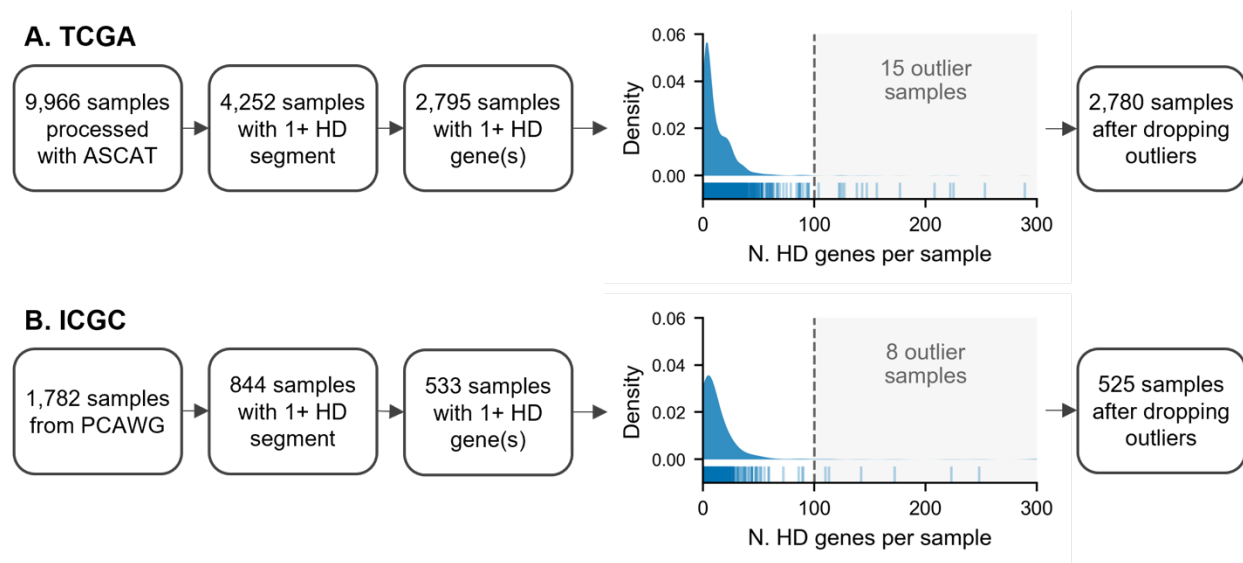 A. TCGA
9,966 samples
processed
with ASCAT
4,252 samples
with 1+ HD
segment
2,795 samples
with 1+ HD
gene(s)
Density
0.06
0.04
0.02
0.00
15 outlier
samples
0
100
200
300
N. HD genes per sample
2,780 samples
after dropping
outliers
B. ICGC
1,782 samples
from PCAWG
844 samples
with 1+ HD
segment
533 samples
with 1+ HD
gene(s)
Density
0.06
0.04
0.02
0.00
8 outlier
samples
0
100
200
300
N. HD genes per sample
525 samples
after dropping
outliers